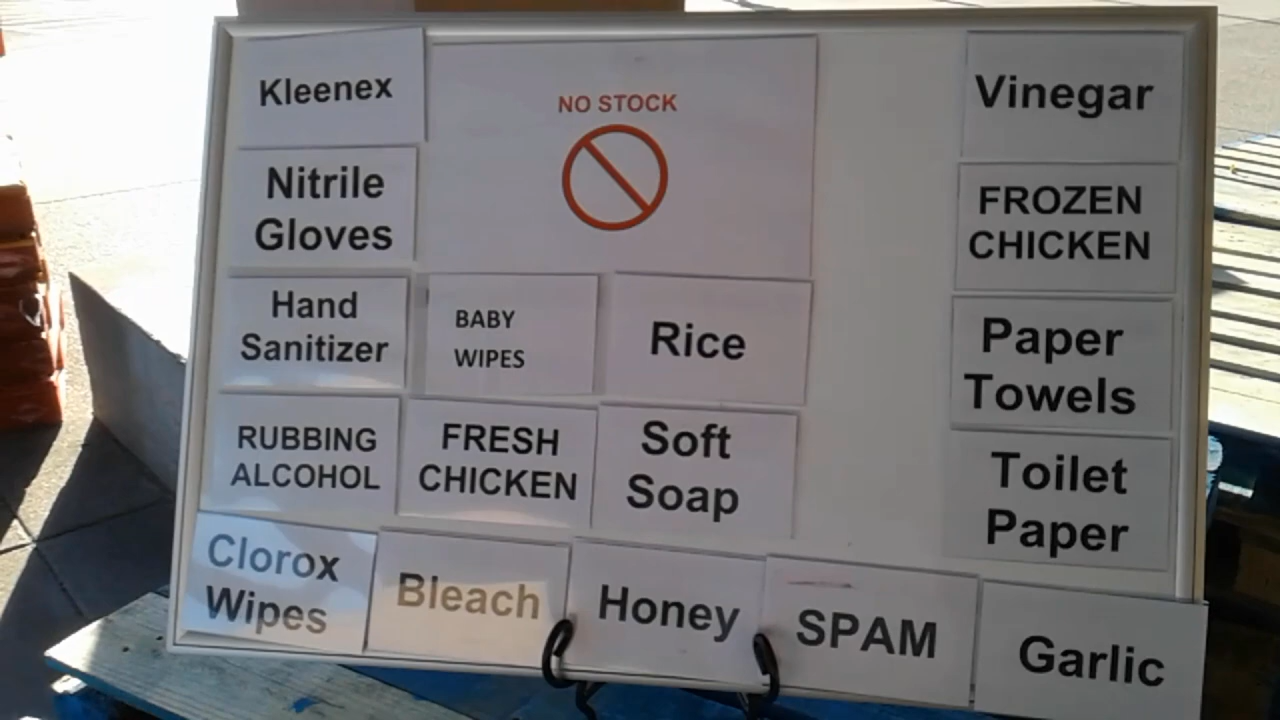 Kleenex
NO STOCK
Vinegar
Nitrile
Gloves
FROZEN
CHICKEN
Hand
Sanitizer
BABY
WIPES
Rice
Paper
Towels
RUBBING
ALCOHOL
FRESH
CHICKEN
Soft
Soap
Toilet
Paper
Clorox
Wipes
Bleach
Honey
SPAM
Garlic